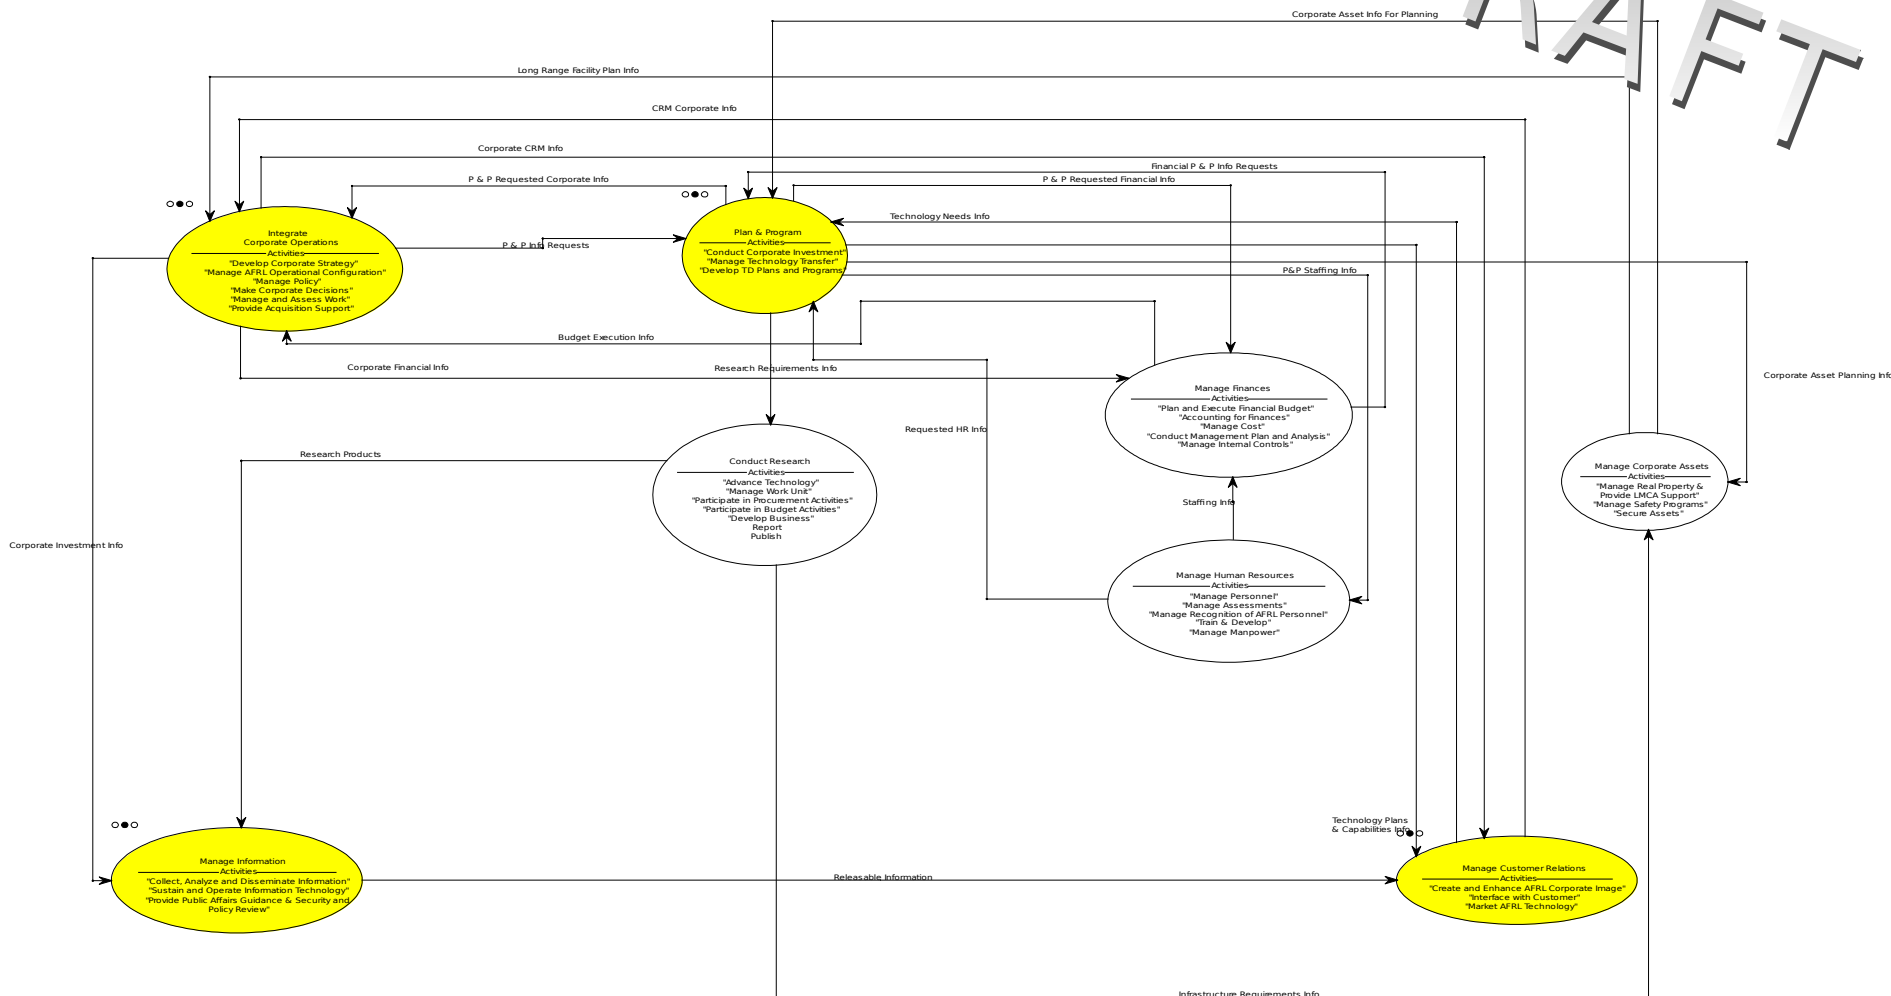 Corporate Asset Info For Planning
RAFT
Long Range Facility Plan Info
CRM Corporate Info
Corporate CRM Info
Financial P & P Info Requests
P & P Requested Corporate Info
P & P Requested Financial Info
Technology Needs Info
P & P Info Requests
P&P Staffing Info
Integrate
Corporate Operations
Activities
"Develop Corporate Strategy"
"Manage AFRL Operational Configuration"
"Manage Policy"
"Make Corporate Decisions"
"Manage and Assess Work"
"Provide Acquisition Support"
Plan & Program
Activities
"Conduct Corporate Investment"
"Manage Technology Transfer"
"Develop TD Plans and Programs"
Budget Execution Info
Corporate Financial Info
Research Requirements Info
Corporate Asset Planning Info
Manage Finances
Activities
"Plan and Execute Financial Budget"
"Accounting for Finances"
"Manage Cost"
"Conduct Management Plan and Analysis"
"Manage Internal Controls"
Requested HR Info
Research Products
Conduct Research
Activities
"Advance Technology"
"Manage Work Unit"
"Participate in Procurement Activities"
"Participate in Budget Activities"
"Develop Business"
Report
Publish
Manage Corporate Assets
Activities
"Manage Real Property &
Provide LMCA Support"
"Manage Safety Programs"
"Secure Assets"
Staffing Info
Corporate Investment Info
Manage Human Resources
Activities
"Manage Personnel"
"Manage Assessments"
"Manage Recognition of AFRL Personnel"
"Train & Develop"
"Manage Manpower"
Technology Plans
& Capabilities Info
Manage Information
Activities
"Collect, Analyze and Disseminate Information"
"Sustain and Operate Information Technology"
"Provide Public Affairs Guidance & Security and
Policy Review"
Releasable Information
Manage Customer Relations
Activities
"Create and Enhance AFRL Corporate Image"
"Interface with Customer"
"Market AFRL Technology"
Infrastructure Requirements Info